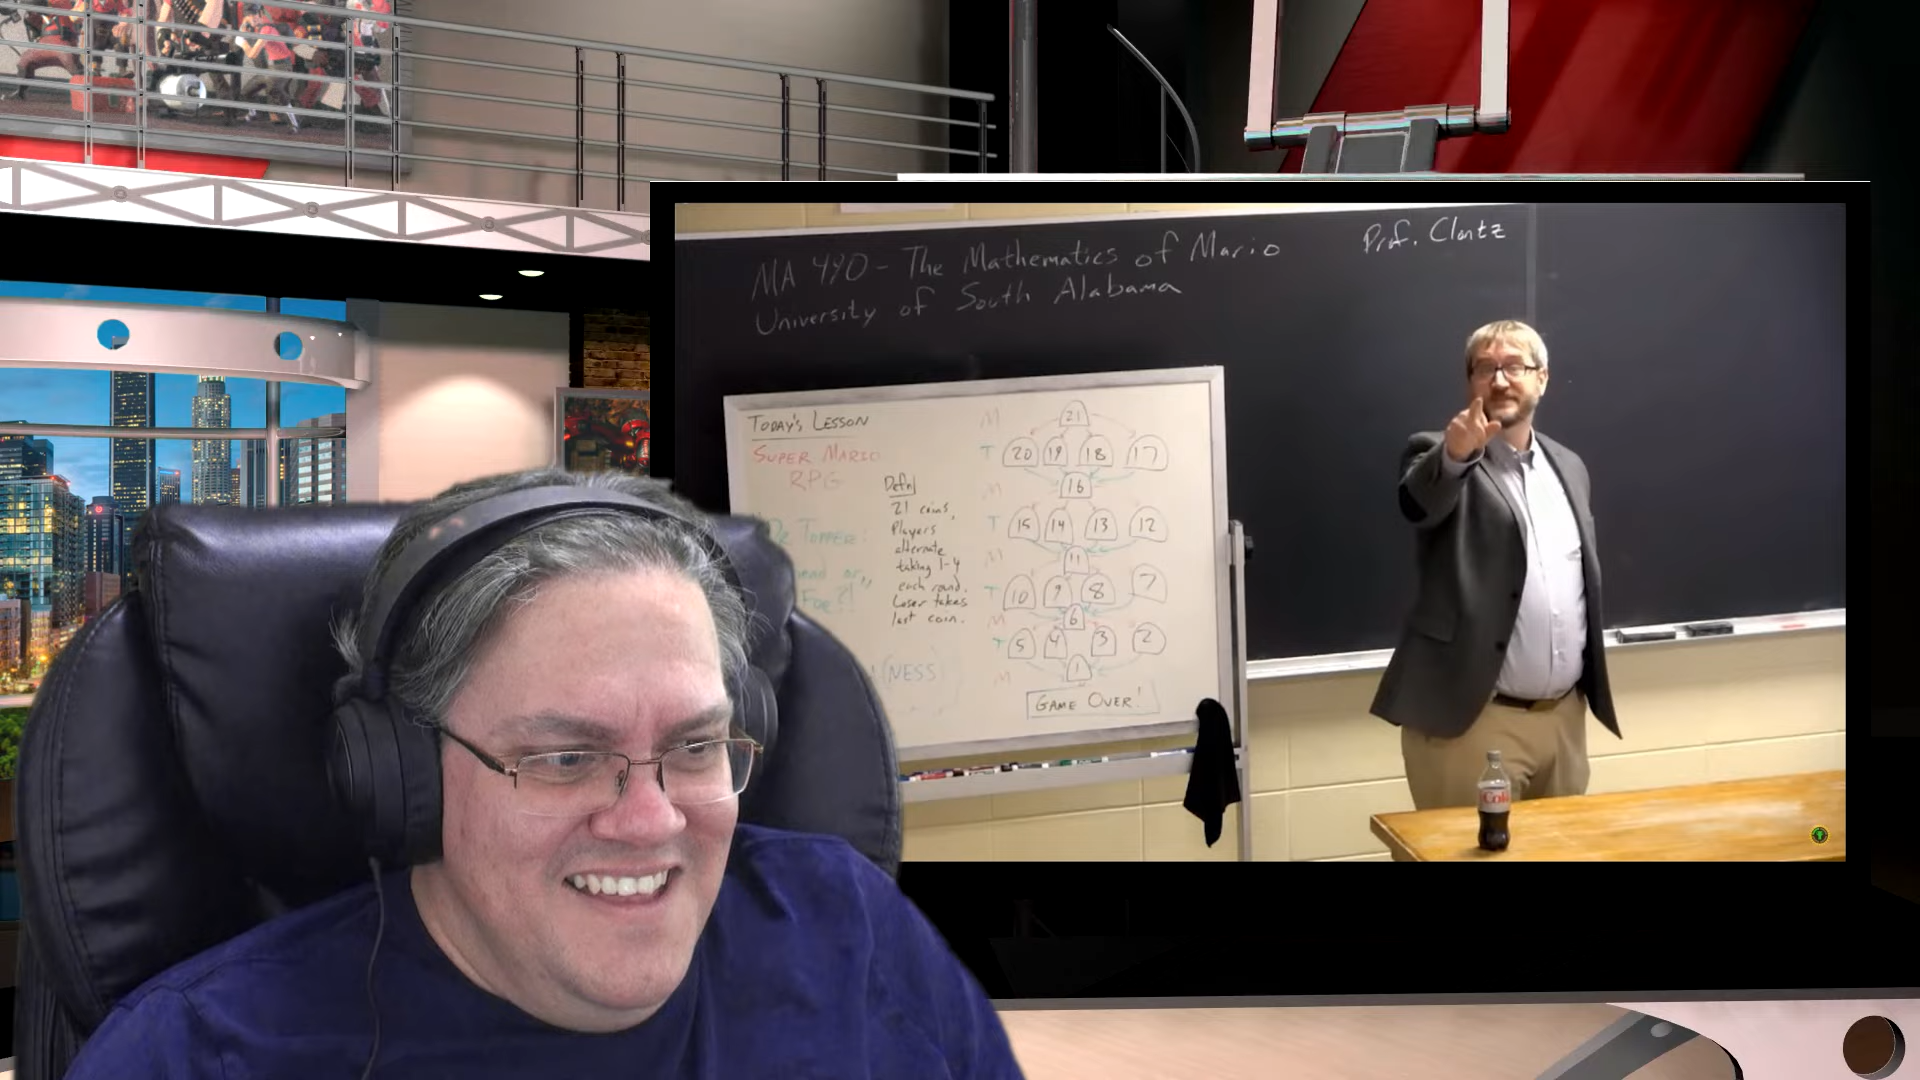 MA 490 - The Mathematics of Mario
University of South Alabama
Prof. Clontz
TODAY'S LESSON
SUPER MARIO
RPG
TOPPER:
Defn
21 coins,
Players
alternate
taking 1-4
each round.
Loser takes
last coin.
(NESS)
M 21
T 20 19 18 17
M 16
T 15 14 13 12
M 11
T 10 9 8 7
M 6
T 5 4 3 2
M 1
GAME OVER!
Coke